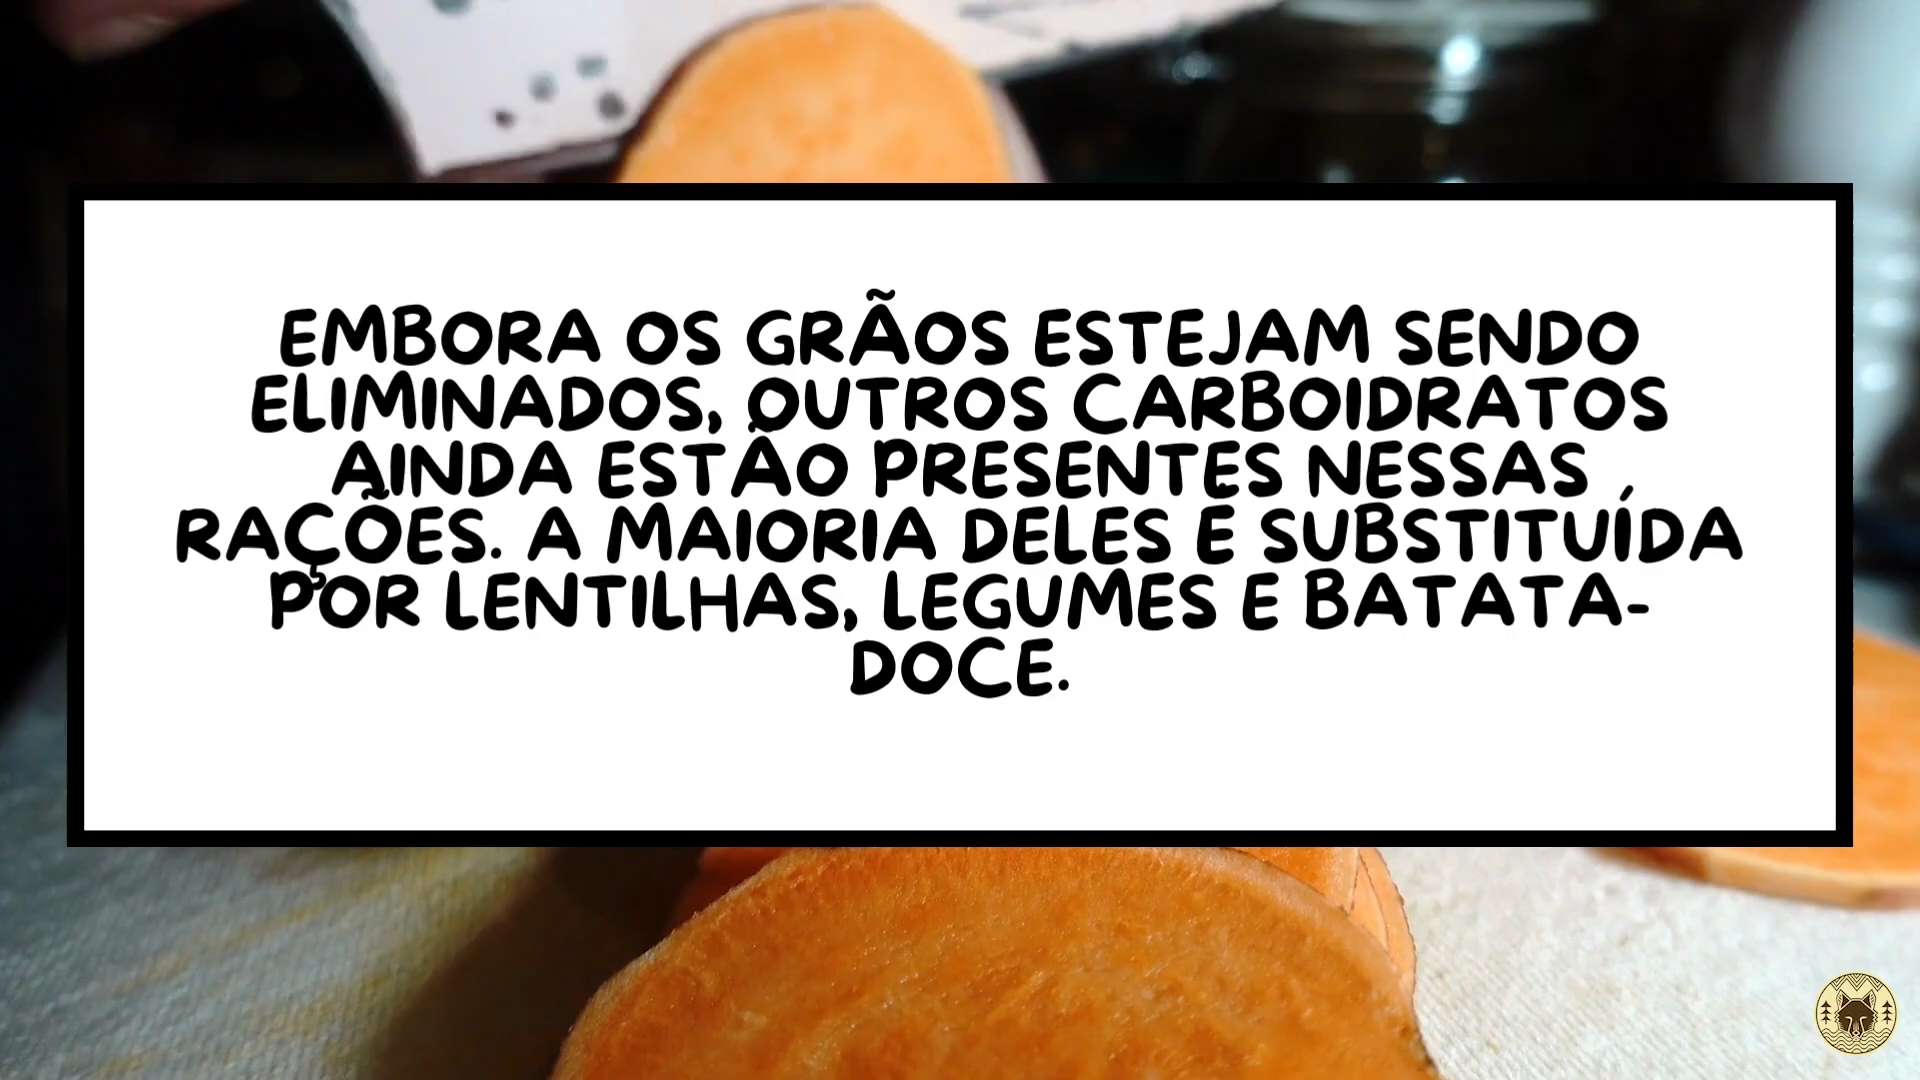 EMBORA OS GRÃOS ESTEJAM SENDO
ELIMINADOS, OUTROS CARBOIDRATOS
AINDA ESTÃO PRESENTES NESSAS
RAÇÕES. A MAIORIA DELES É SUBSTITUÍDA
POR LENTILHAS, LEGUMES E BATATA-
DOCE.